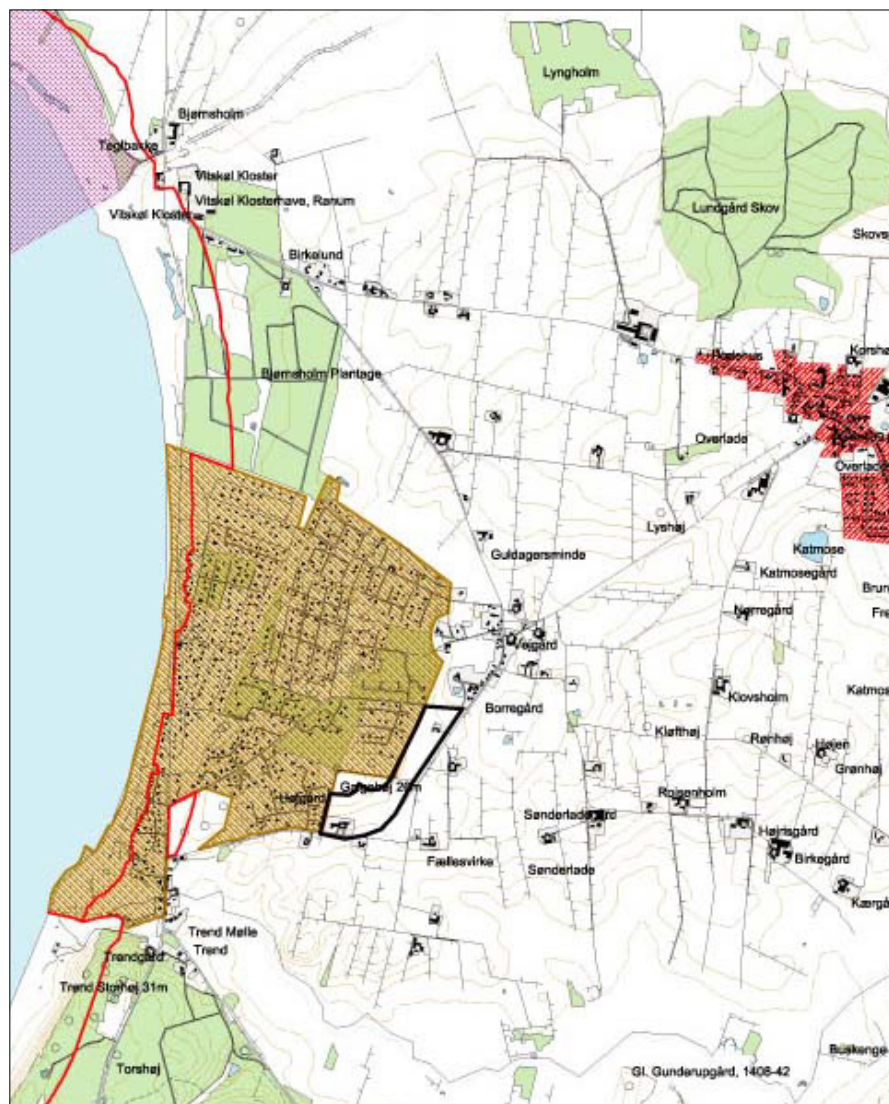 Lyngholm
Bjørnsholm
Teglbakke
Vitskøl Kloster
Vitskøl Klosterhave, Ranum
Vitskøl Kloster
Lundgård Skov
Birkelund
Bjørnsholm Plantage
Overlade
Overlade
Lyshøj
Guldagersminde
Katmose
Katmosegård
Nørregård
Vejgård
Klovsholm
Borregård
Kløfthøj
Rønhøj
Højen
Grønhøj
Rojsenholm
Sønderladegård
Højrisgård
Fællesvirke
Sønderlade
Birkegård
Trend Mølle
Trend
Trendgård
Trend Storhøj 31m
Torshøj
Gl. Gunderupgård, 1408-42